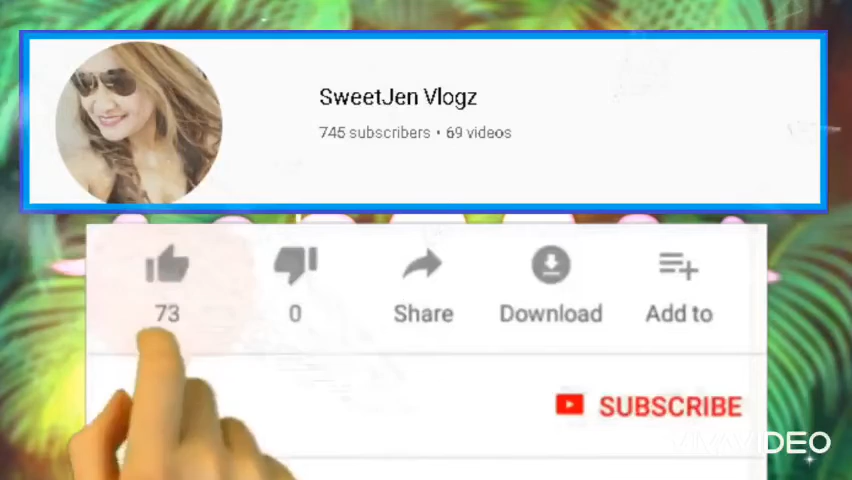 SweetJen Vlogz
745 subscribers • 69 videos
73
0
Share
Download
Add to
SUBSCRIBE
VIVAVIDEO